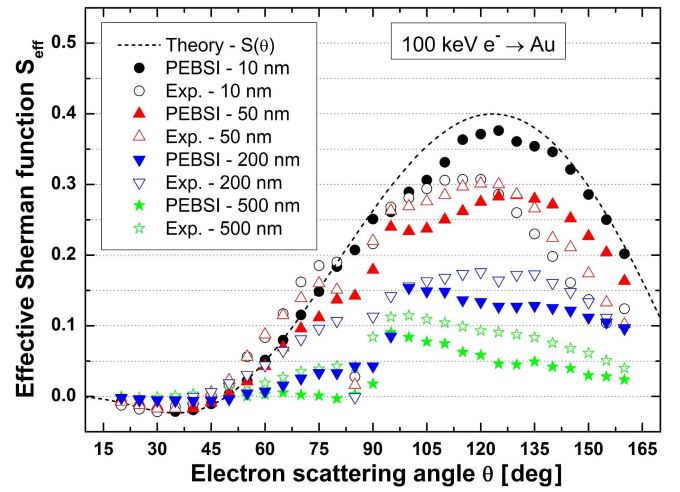 Effective Sherman function S_eff
0.5
0.4
0.3
0.2
0.1
0.0
Theory - S(θ)
PEBSI - 10 nm
Exp. - 10 nm
PEBSI - 50 nm
Exp. - 50 nm
PEBSI - 200 nm
Exp. - 200 nm
PEBSI - 500 nm
Exp. - 500 nm
100 keV e⁻ → Au
15 30 45 60 75 90 105 120 135 150 165
Electron scattering angle θ [deg]